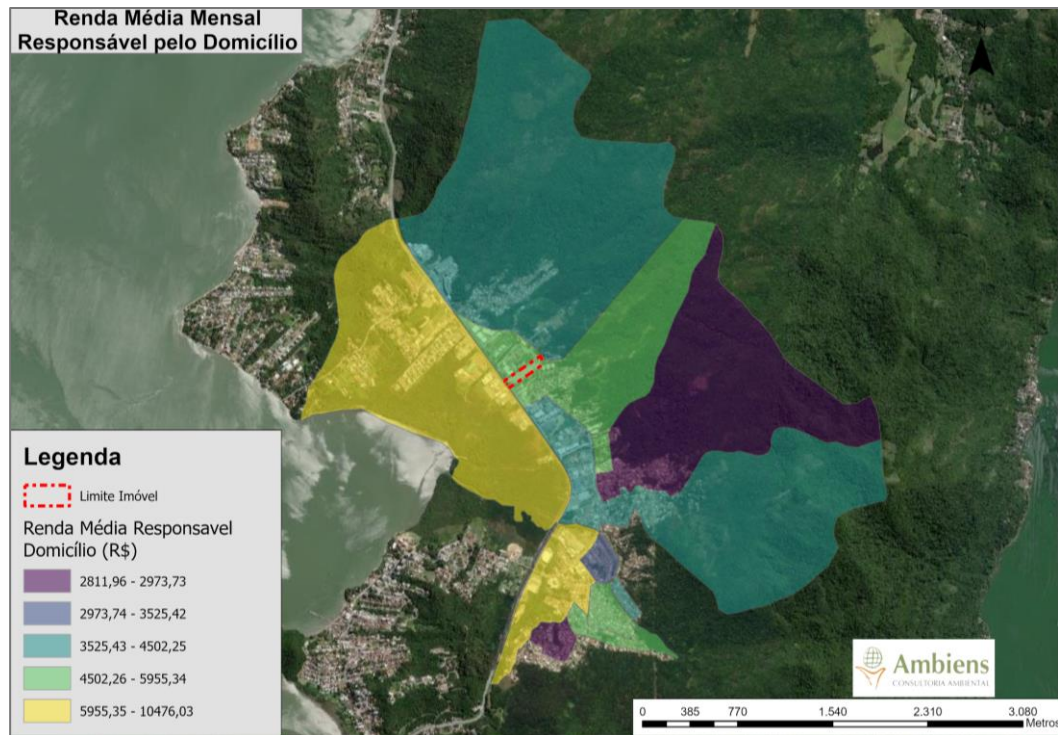 Renda Média Mensal
Responsável pelo Domicílio
Legenda
Limite Imóvel
Renda Média Responsavel
Domicílio (R$)
2811,96 - 2973,73
2973,74 - 3525,42
3525,43 - 4502,25
4502,26 - 5955,34
5955,35 - 10476,03
Ambiens
CONSULTORIA AMBIENTAL
0 385 770 1.540 2.310 3.080
Metros